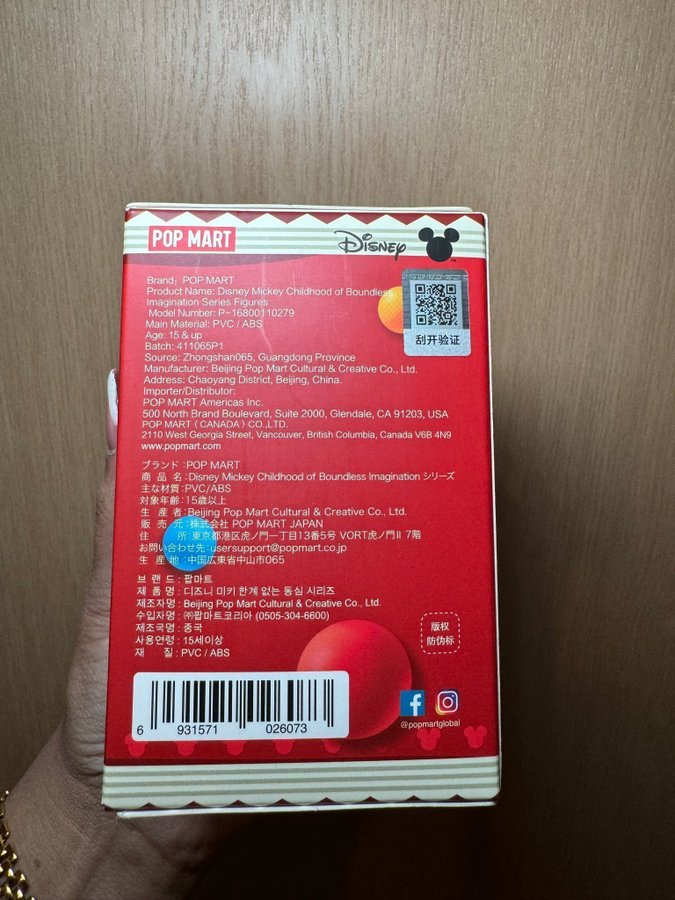 POP MART
Disney
TM
刮开验证
Brand: POP MART
Product Name: Disney Mickey Childhood of Boundless
Imagination Series Figures
Model Number: P-16800110279
Main Material: PVC / ABS
Age: 15 & up
Batch: 411065P1
Source: Zhongshan065, Guangdong Province
Manufacturer: Beijing Pop Mart Cultural & Creative Co., Ltd.
Address: Chaoyang District, Beijing, China.
Importer/Distributor:
POP MART Americas Inc.
500 North Brand Boulevard, Suite 2000, Glendale, CA 91203, USA
POP MART（CANADA）CO.,LTD.
2110 West Georgia Street, Vancouver, British Columbia, Canada V6B 4N9
www.popmart.com
ブランド :POP MART
商 品 名 :Disney Mickey Childhood of Boundless Imagination シリーズ
主な材質:PVC/ABS
対象年齢:15歳以上
生 産 者:Beijing Pop Mart Cultural & Creative Co., Ltd.
販 売 元:株式会社 POP MART JAPAN
住 所:東京都港区虎ノ門一丁目13番5号 VORT虎ノ門II 7階
お問い合わせ先:usersupport@popmart.co.jp
生 産 地:中国広東省中山市065
브 랜 드 : 팝마트
제 품 명 : 디즈니 미키 한계 없는 동심 시리즈
제조자명 : Beijing Pop Mart Cultural & Creative Co., Ltd.
수입자명 : ㈜팝마트코리아 (0505-304-6600)
제조국명 : 중국
사용연령 : 15세이상
재 질 : PVC / ABS
版权
防伪标
6 931571 026073
@popmartglobal